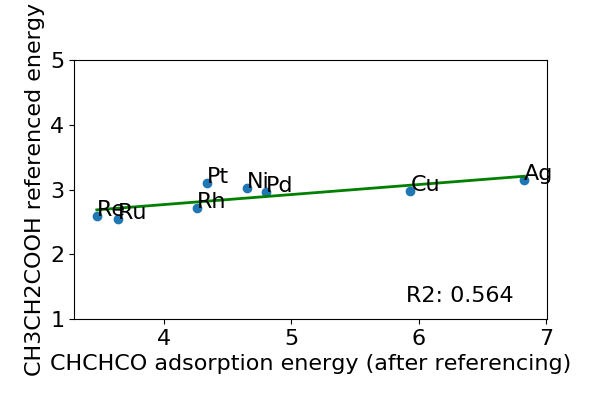 CH3CH2COOH referenced energy
5
4
3
2
1
Re
Ru
Pt
Rh
Ni
Pd
Cu
Ag
R2: 0.564
4
5
6
7
CHCHCO adsorption energy (after referencing)